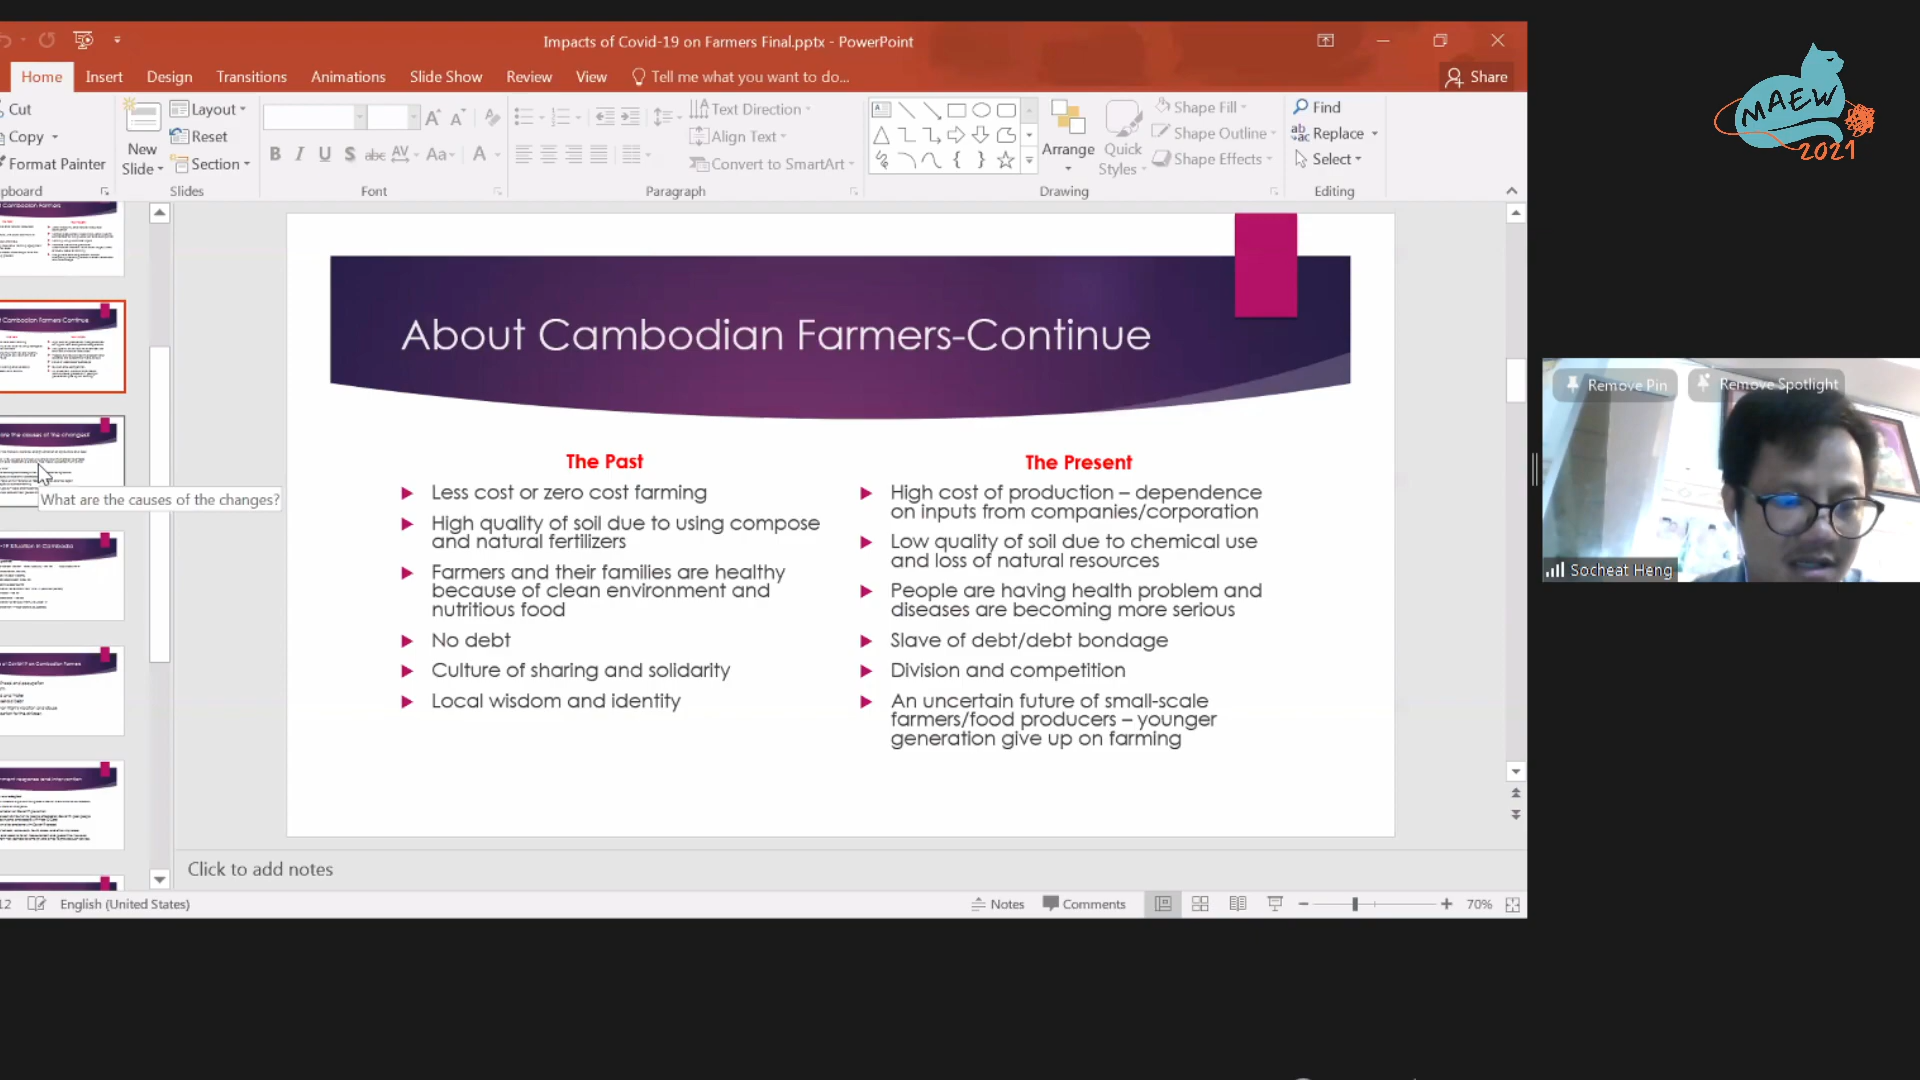 Impacts of Covid-19 on Farmers Final.pptx - PowerPoint
Home Insert Design Transitions Animations Slide Show Review View Tell me what you want to do... Share
Cut
Copy
Format Painter
New
Slide
Layout
Reset
Section
Slides
B I U S abc AV Aa A
Font
Text Direction
Align Text
Convert to SmartArt
Paragraph
Arrange
Quick
Styles
Shape Fill
Shape Outline
Shape Effects
Drawing
Find
Replace
Select
Editing
What are the causes of the changes?
About Cambodian Farmers-Continue
The Past
Less cost or zero cost farming
High quality of soil due to using compose
and natural fertilizers
Farmers and their families are healthy
because of clean environment and
nutritious food
No debt
Culture of sharing and solidarity
Local wisdom and identity
The Present
High cost of production – dependence
on inputs from companies/corporation
Low quality of soil due to chemical use
and loss of natural resources
People are having health problem and
diseases are becoming more serious
Slave of debt/debt bondage
Division and competition
An uncertain future of small-scale
farmers/food producers – younger
generation give up on farming
Click to add notes
12 English (United States) Notes Comments 70%
MAEW
2021
Remove Pin Remove Spotlight
Socheat Heng